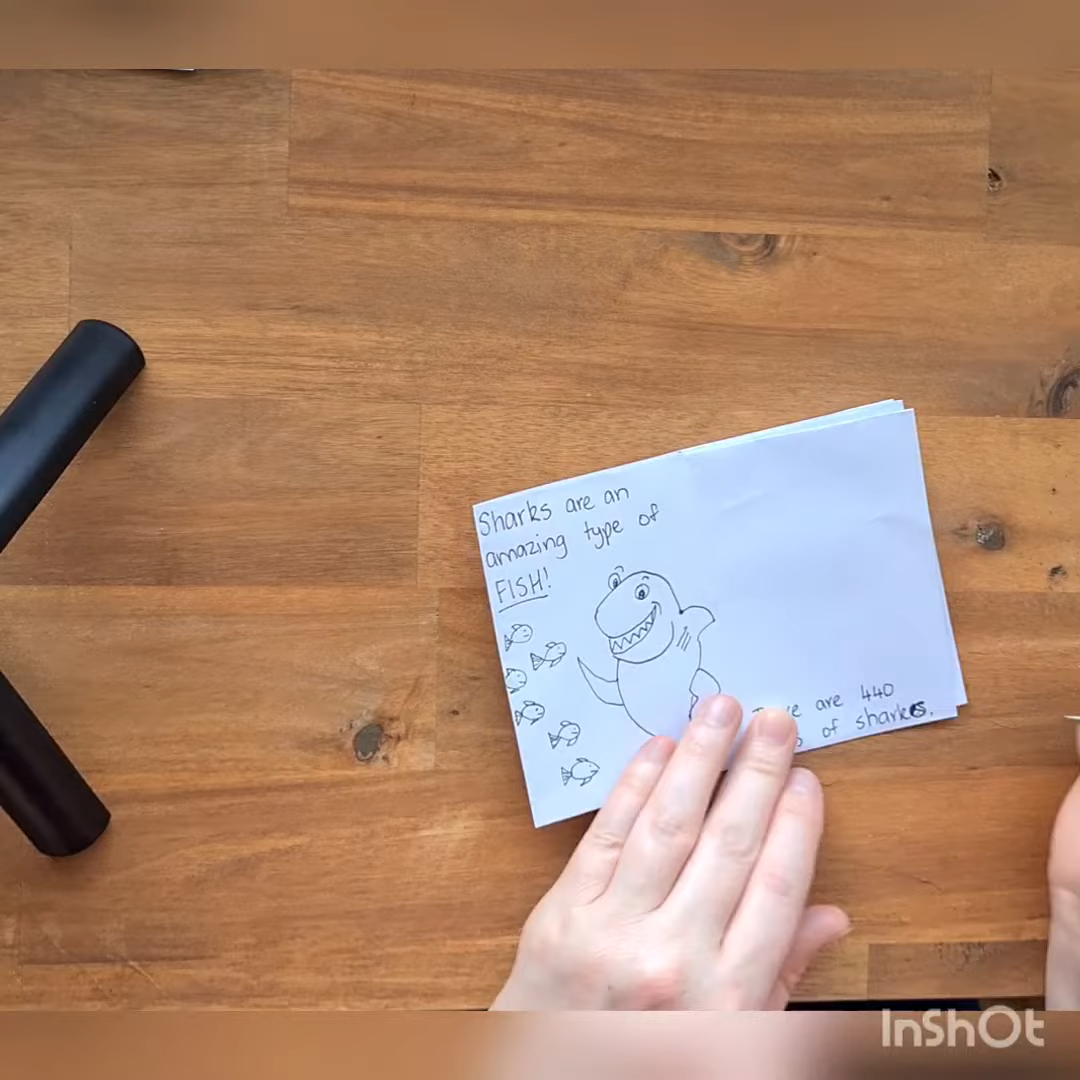 Sharks are an
amazing type of
FISH!
are 440
of sharks.
InShOt